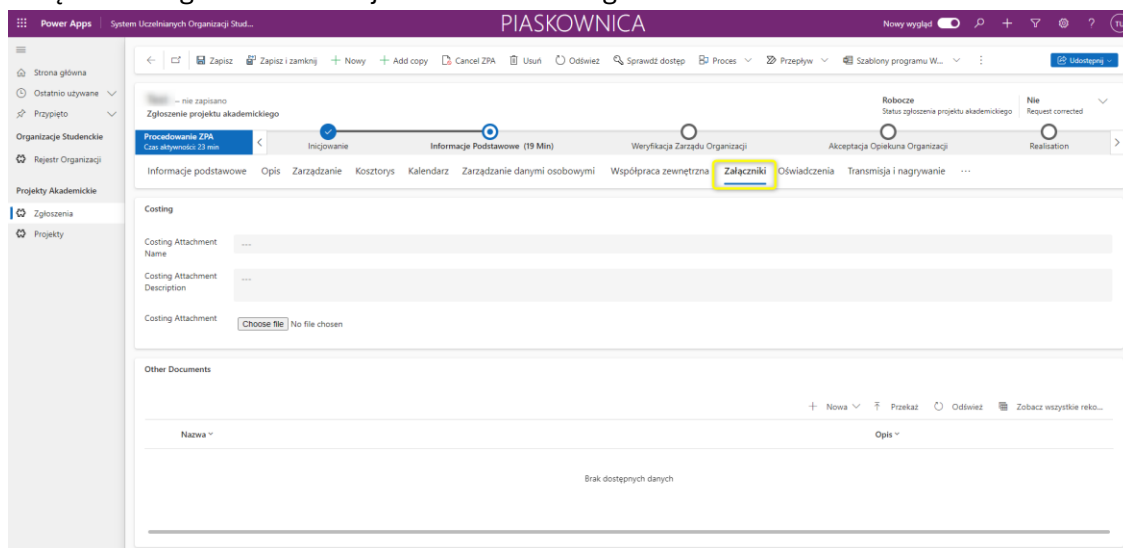 Power Apps System Uczelnianych Organizacji Stud... PIASKOWNICA Nowy wygląd TU
Zapisz Zapisz i zamknij Nowy Add copy Cancel ZPA Usuń Odśwież Sprawdź dostęp Proces Przepływ Szablony programu W... Udostępnij
Strona główna
Ostatnio używane
Przypięto
Organizacje Studenckie
Rejestr Organizacji
Projekty Akademickie
Zgłoszenia
Projekty
– nie zapisano
Zgłoszenie projektu akademickiego
Robocze
Status zgłoszenia projektu akademickiego
Nie
Request corrected
Procedowanie ZPA
Czas aktywności 23 min
Inicjowanie Informacje Podstawowe (19 Min) Weryfikacja Zarządu Organizacji Akceptacja Opiekuna Organizacji Realisation
Informacje podstawowe Opis Zarządzanie Kosztorys Kalendarz Zarządzanie danymi osobowymi Współpraca zewnętrzna Załączniki Oświadczenia Transmisja i nagrywanie ...
Costing
Costing Attachment
Name
---
Costing Attachment
Description
---
Costing Attachment
Choose file No file chosen
Other Documents
Nowa Przekaż Odśwież Zobacz wszystkie reko...
Nazwa Opis
Brak dostępnych danych